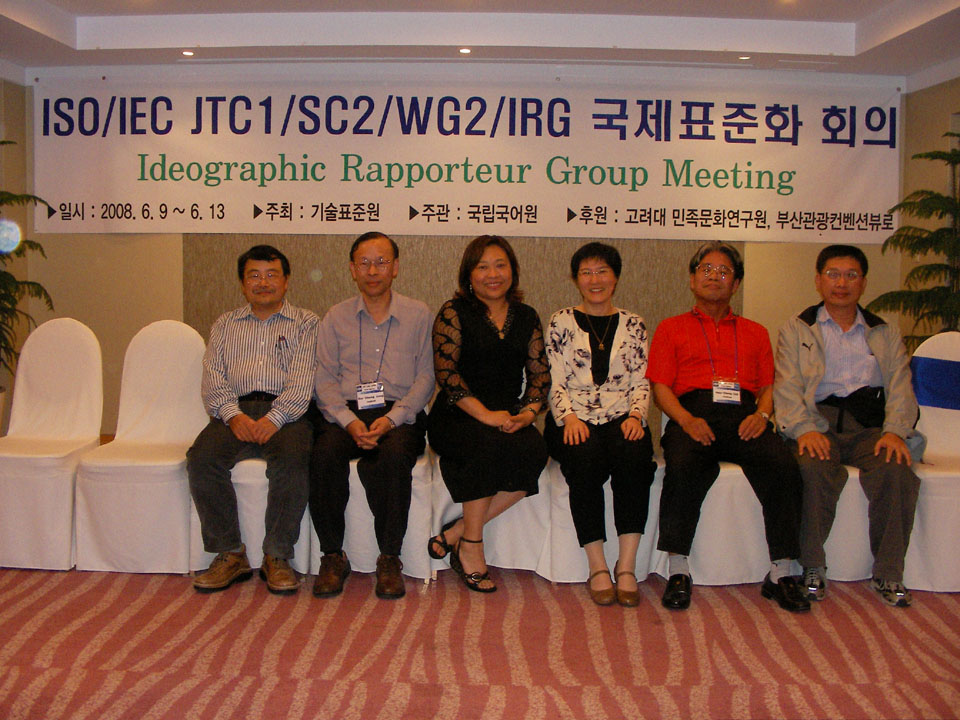 ISO/IEC JTC1/SC2/WG2/IRG 국제표준화 회의
Ideographic Rapporteur Group Meeting
▶일시 : 2008. 6. 9 ~ 6. 13 ▶주최 : 기술표준원 ▶주관 : 국립국어원 ▶후원 : 고려대 민족문화연구원, 부산관광컨벤션뷰로